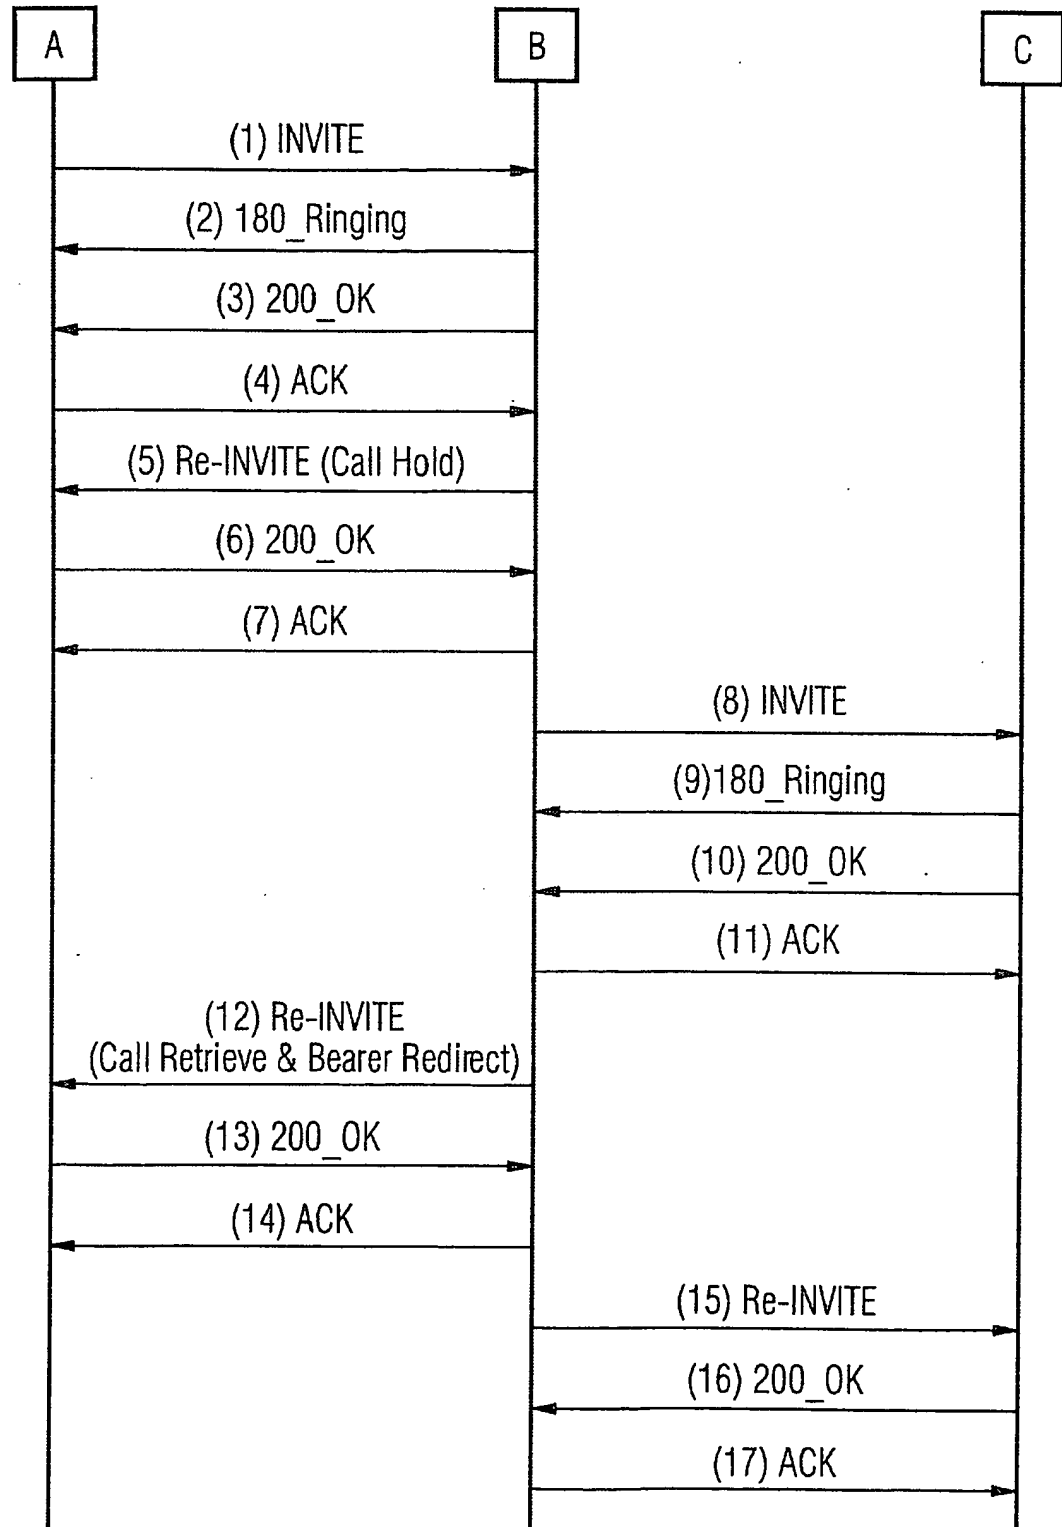 A
B
C
(1) INVITE
(2) 180_Ringing
(3) 200_OK
(4) ACK
(5) Re-INVITE (Call Hold)
(6) 200_OK
(7) ACK
(8) INVITE
(9)180_Ringing
(10) 200_OK
(11) ACK
(12) Re-INVITE
(Call Retrieve & Bearer Redirect)
(13) 200_OK
(14) ACK
(15) Re-INVITE
(16) 200_OK
(17) ACK